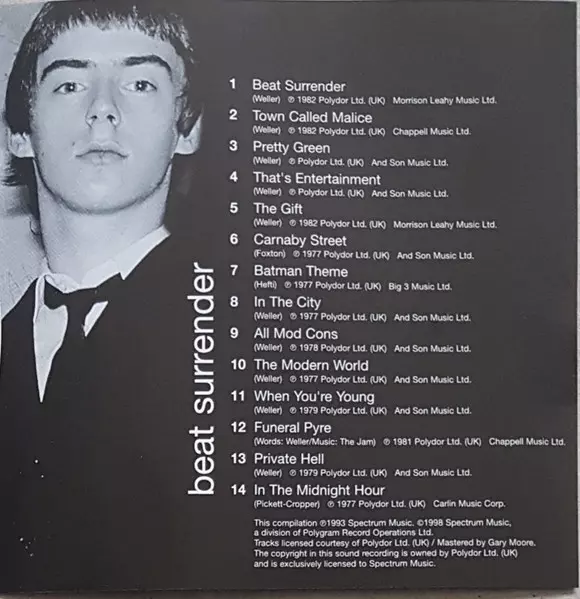 beat surrender
1 Beat Surrender
(Weller) ℗ 1982 Polydor Ltd. (UK) Morrison Leahy Music Ltd.
2 Town Called Malice
(Weller) ℗ 1982 Polydor Ltd. (UK) Chappell Music Ltd.
3 Pretty Green
(Weller) ℗ Polydor Ltd. (UK) And Son Music Ltd.
4 That's Entertainment
(Weller) ℗ Polydor Ltd. (UK) And Son Music Ltd.
5 The Gift
(Weller) ℗ 1982 Polydor Ltd. (UK) Morrison Leahy Music Ltd.
6 Carnaby Street
(Foxton) ℗ 1977 Polydor Ltd. (UK) And Son Music Ltd.
7 Batman Theme
(Hefti) ℗ 1977 Polydor Ltd. (UK) Big 3 Music Ltd.
8 In The City
(Weller) ℗ 1977 Polydor Ltd. (UK) And Son Music Ltd.
9 All Mod Cons
(Weller) ℗ 1978 Polydor Ltd. (UK) And Son Music Ltd.
10 The Modern World
(Weller) ℗ 1977 Polydor Ltd. (UK) And Son Music Ltd.
11 When You're Young
(Weller) ℗ 1979 Polydor Ltd. (UK) And Son Music Ltd.
12 Funeral Pyre
(Words: Weller/Music: The Jam) ℗ 1981 Polydor Ltd. (UK) Chappell Music Ltd.
13 Private Hell
(Weller) ℗ 1979 Polydor Ltd. (UK) And Son Music Ltd.
14 In The Midnight Hour
(Pickett-Cropper) ℗ 1977 Polydor Ltd. (UK) Carlin Music Corp.
This compilation ℗1993 Spectrum Music. ©1998 Spectrum Music,
a division of Polygram Record Operations Ltd.
Tracks licensed courtesy of Polydor Ltd. (UK) / Mastered by Gary Moore.
The copyright in this sound recording is owned by Polydor Ltd. (UK)
and is exclusively licensed to Spectrum Music.